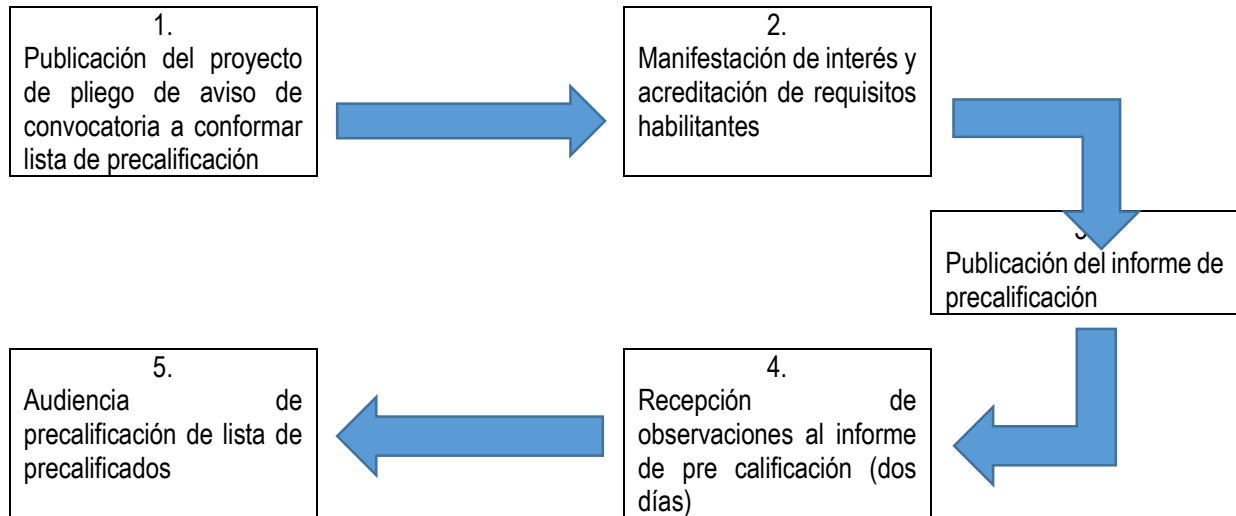 1.
Publicación del proyecto
de pliego de aviso de
convocatoria a conformar
lista de precalificación
2.
Manifestación de interés y
acreditación de requisitos
habilitantes
Publicación del informe de
precalificación
4.
Recepción de
observaciones al informe
de pre calificación (dos
días)
5.
Audiencia de
precalificación de lista de
precalificados